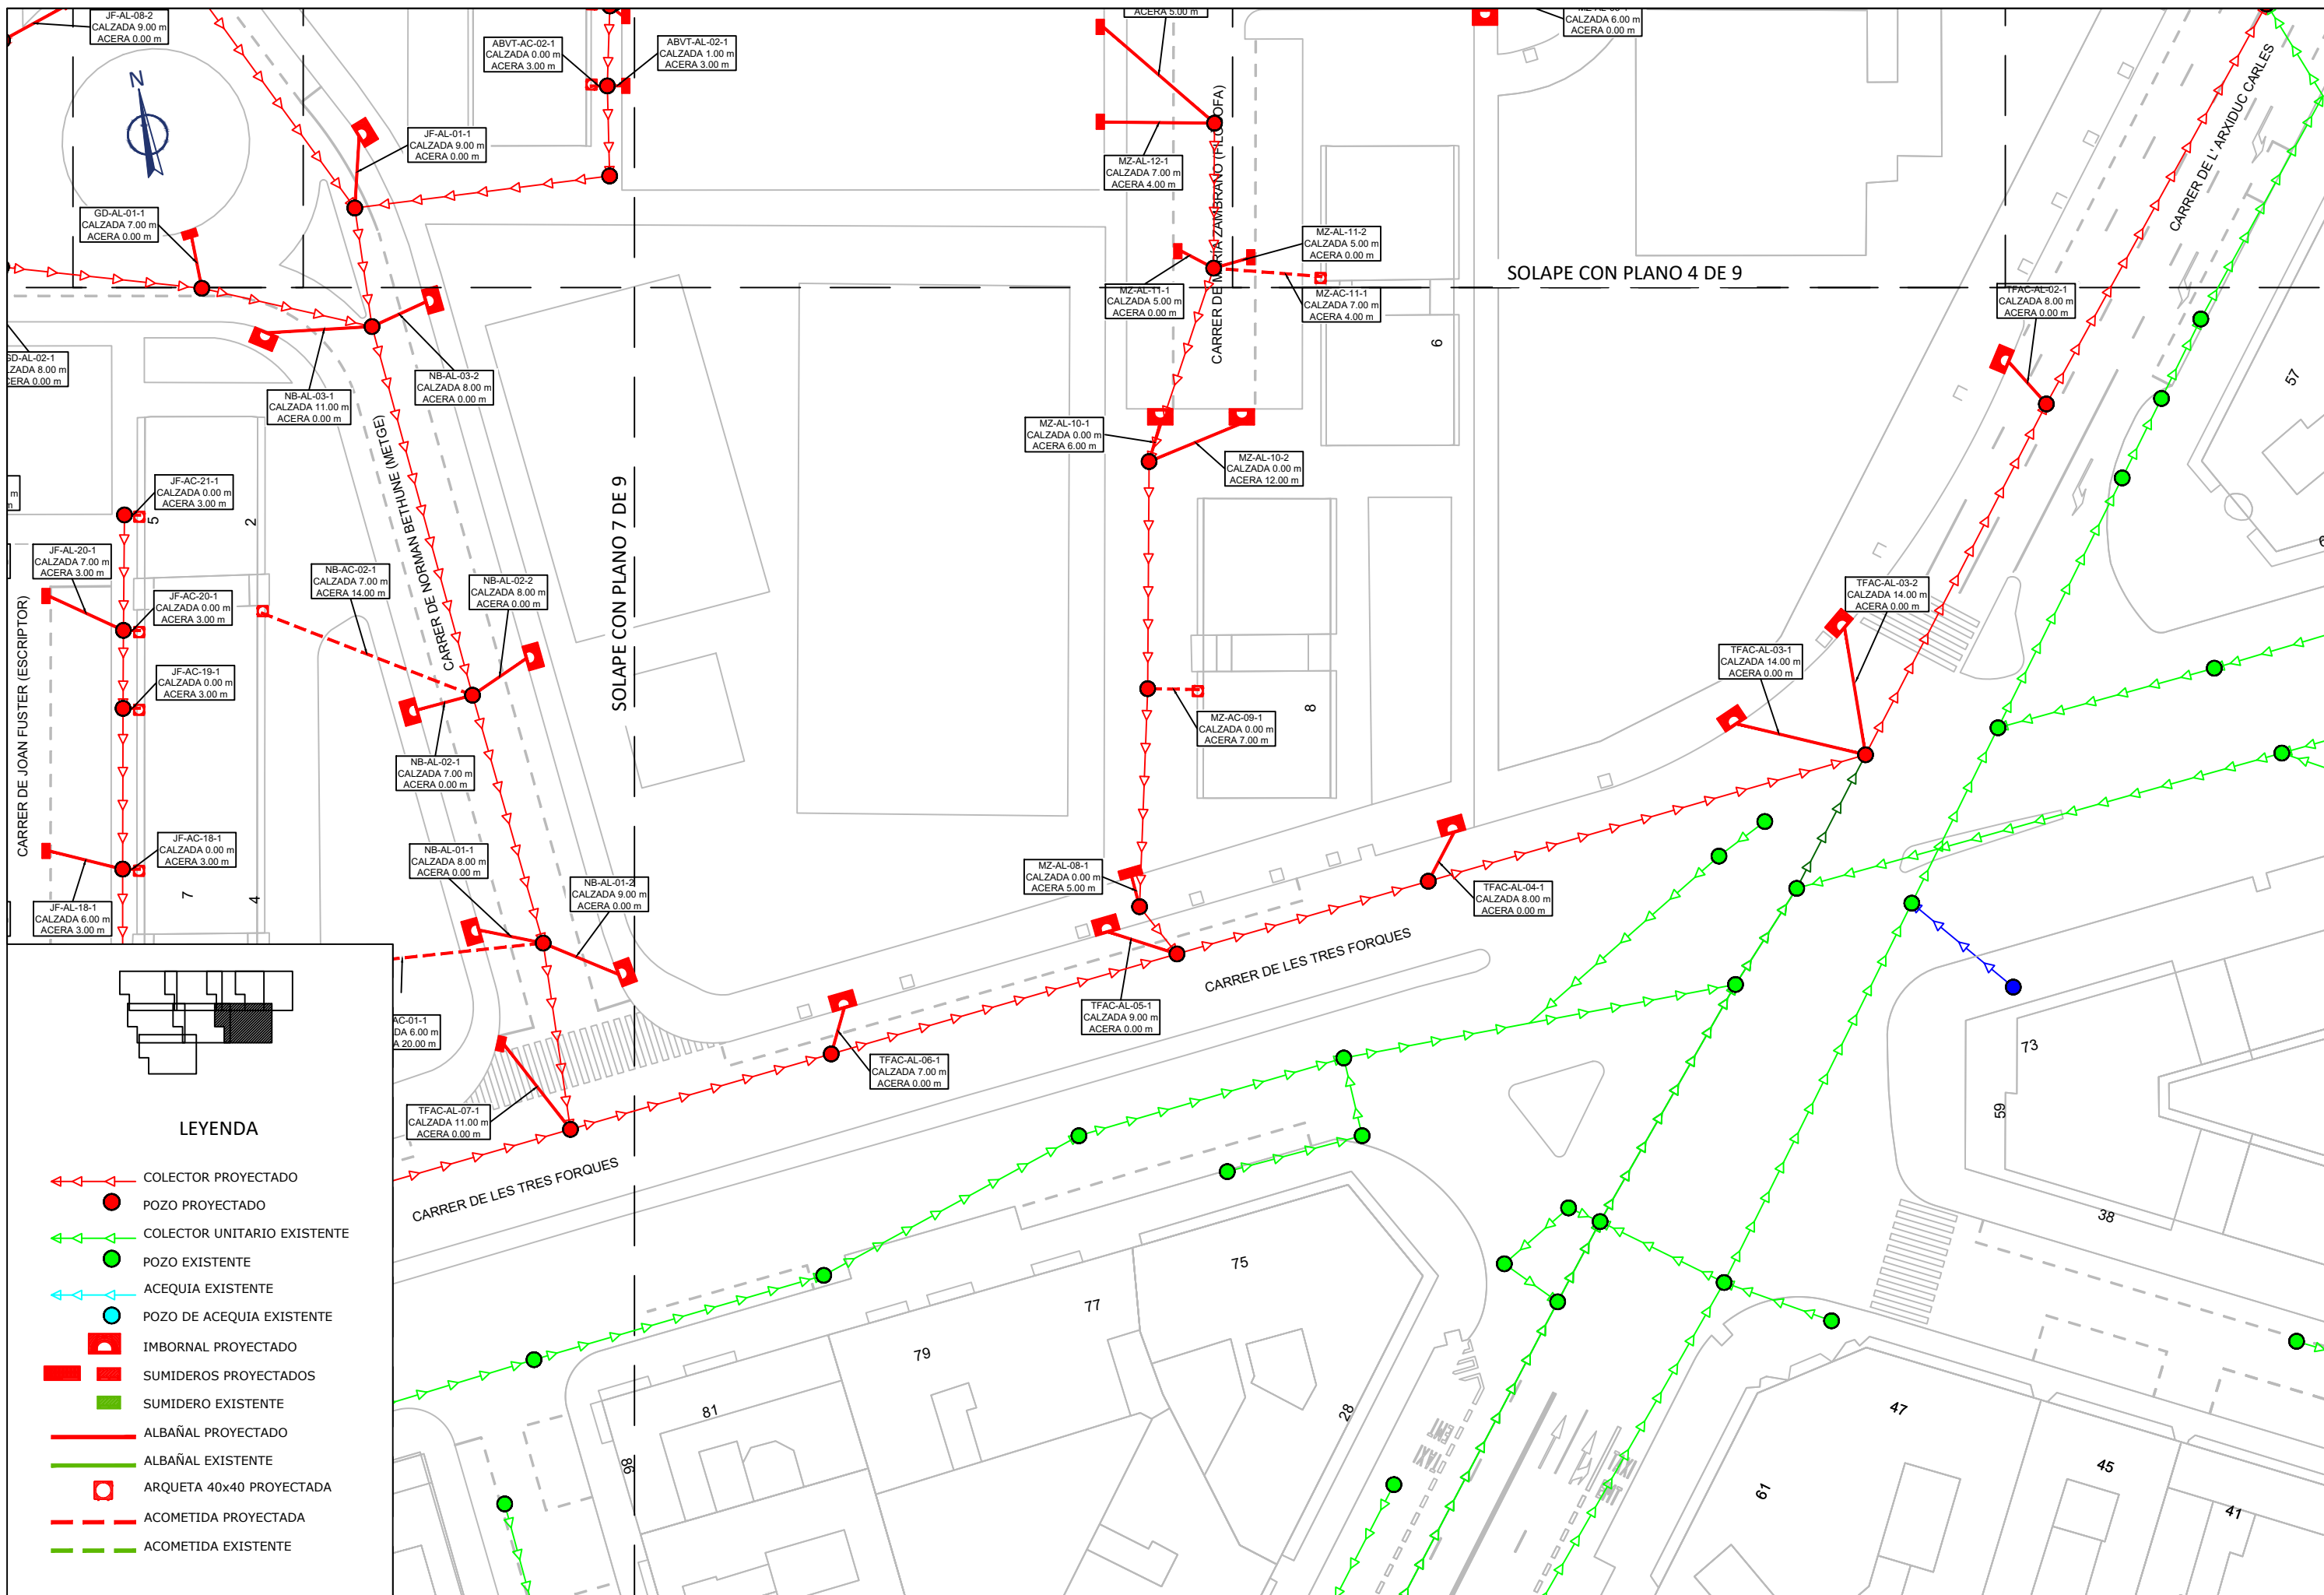 JF-AL-08-2
CALZADA 9.00 m
ACERA 0.00 m
ABVT-AC-02-1
CALZADA 0.00 m
ACERA 3.00 m
ABVT-AL-02-1
CALZADA 1.00 m
ACERA 3.00 m
ACERA 5.00 m
CALZADA 6.00 m
ACERA 0.00 m
N
JF-AL-01-1
CALZADA 9.00 m
ACERA 0.00 m
MZ-AL-12-1
CALZADA 7.00 m
ACERA 4.00 m
CARRER DE MARÍA ZAMBRANO (FILOSOFA)
CARRER DE L'ARXIDUC CARLES
GD-AL-01-1
CALZADA 7.00 m
ACERA 0.00 m
MZ-AL-11-2
CALZADA 5.00 m
ACERA 0.00 m
SOLAPE CON PLANO 4 DE 9
MZ-AL-11-1
CALZADA 5.00 m
ACERA 0.00 m
MZ-AC-11-1
CALZADA 7.00 m
ACERA 4.00 m
TFAC-AL-02-1
CALZADA 8.00 m
ACERA 0.00 m
GD-AL-02-1
CALZADA 8.00 m
ACERA 0.00 m
NB-AL-03-2
CALZADA 8.00 m
ACERA 0.00 m
NB-AL-03-1
CALZADA 11.00 m
ACERA 0.00 m
6
57
MZ-AL-10-1
CALZADA 0.00 m
ACERA 6.00 m
MZ-AL-10-2
CALZADA 0.00 m
ACERA 12.00 m
CARRER DE NORMAN BETHUNE (METGE)
SOLAPE CON PLANO 7 DE 9
JF-AC-21-1
CALZADA 0.00 m
ACERA 3.00 m
5
2
JF-AL-20-1
CALZADA 7.00 m
ACERA 3.00 m
NB-AC-02-1
CALZADA 7.00 m
ACERA 14.00 m
NB-AL-02-2
CALZADA 8.00 m
ACERA 0.00 m
JF-AC-20-1
CALZADA 0.00 m
ACERA 3.00 m
TFAC-AL-03-2
CALZADA 14.00 m
ACERA 0.00 m
CARRER DE JOAN FUSTER (ESCRIPTOR)
JF-AC-19-1
CALZADA 0.00 m
ACERA 3.00 m
TFAC-AL-03-1
CALZADA 14.00 m
ACERA 0.00 m
MZ-AC-09-1
CALZADA 0.00 m
ACERA 7.00 m
8
NB-AL-02-1
CALZADA 7.00 m
ACERA 0.00 m
JF-AC-18-1
CALZADA 0.00 m
ACERA 3.00 m
NB-AL-01-1
CALZADA 8.00 m
ACERA 0.00 m
NB-AL-01-2
CALZADA 9.00 m
ACERA 0.00 m
MZ-AL-08-1
CALZADA 0.00 m
ACERA 5.00 m
TFAC-AL-04-1
CALZADA 8.00 m
ACERA 0.00 m
JF-AL-18-1
CALZADA 6.00 m
ACERA 3.00 m
7
4
CARRER DE LES TRES FORQUES
TFAC-AL-05-1
CALZADA 9.00 m
ACERA 0.00 m
AC-01-1
DA 6.00 m
A 20.00 m
TFAC-AL-06-1
CALZADA 7.00 m
ACERA 0.00 m
TFAC-AL-07-1
CALZADA 11.00 m
ACERA 0.00 m
CARRER DE LES TRES FORQUES
73
59
38
75
77
79
81
86
28
47
45
41
61
LEYENDA
COLECTOR PROYECTADO
POZO PROYECTADO
COLECTOR UNITARIO EXISTENTE
POZO EXISTENTE
ACEQUIA EXISTENTE
POZO DE ACEQUIA EXISTENTE
IMBORNAL PROYECTADO
SUMIDEROS PROYECTADOS
SUMIDERO EXISTENTE
ALBAÑAL PROYECTADO
ALBAÑAL EXISTENTE
ARQUETA 40x40 PROYECTADA
ACOMETIDA PROYECTADA
ACOMETIDA EXISTENTE